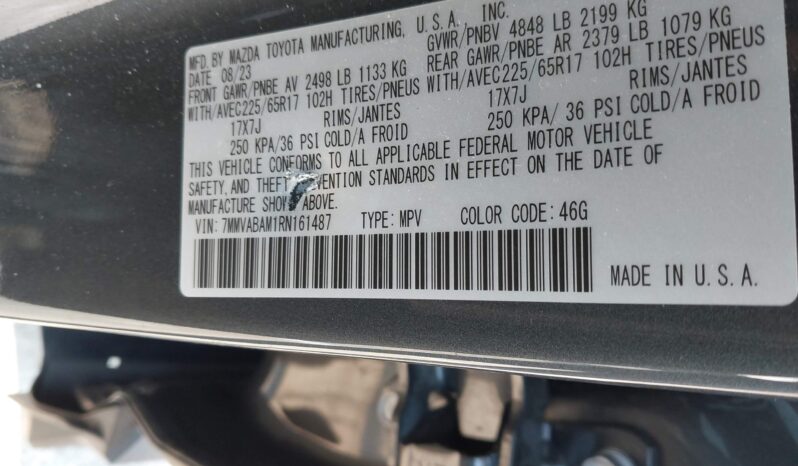 MFD. BY MAZDA TOYOTA MANUFACTURING, U.S.A., INC.
DATE 08/23 GVWR/PNBV 4848 LB 2199 KG
FRONT GAWR/PNBE AV 2498 LB 1133 KG REAR GAWR/PNBE AR 2379 LB 1079 KG
WITH/AVEC225/65R17 102H TIRES/PNEUS WITH/AVEC225/65R17 102H TIRES/PNEUS
17X7J RIMS/JANTES 17X7J RIMS/JANTES
250 KPA/36 PSI COLD/A FROID 250 KPA/ 36 PSI COLD/A FROID
THIS VEHICLE CONFORMS TO ALL APPLICABLE FEDERAL MOTOR VEHICLE
SAFETY, AND THEFT STANDARDS IN EFFECT ON THE DATE OF
MANUFACTURE ABOVE.
VIN: 7MMVABAM1RN161487 TYPE: MPV COLOR CODE: 46G
MADE IN U.S.A.